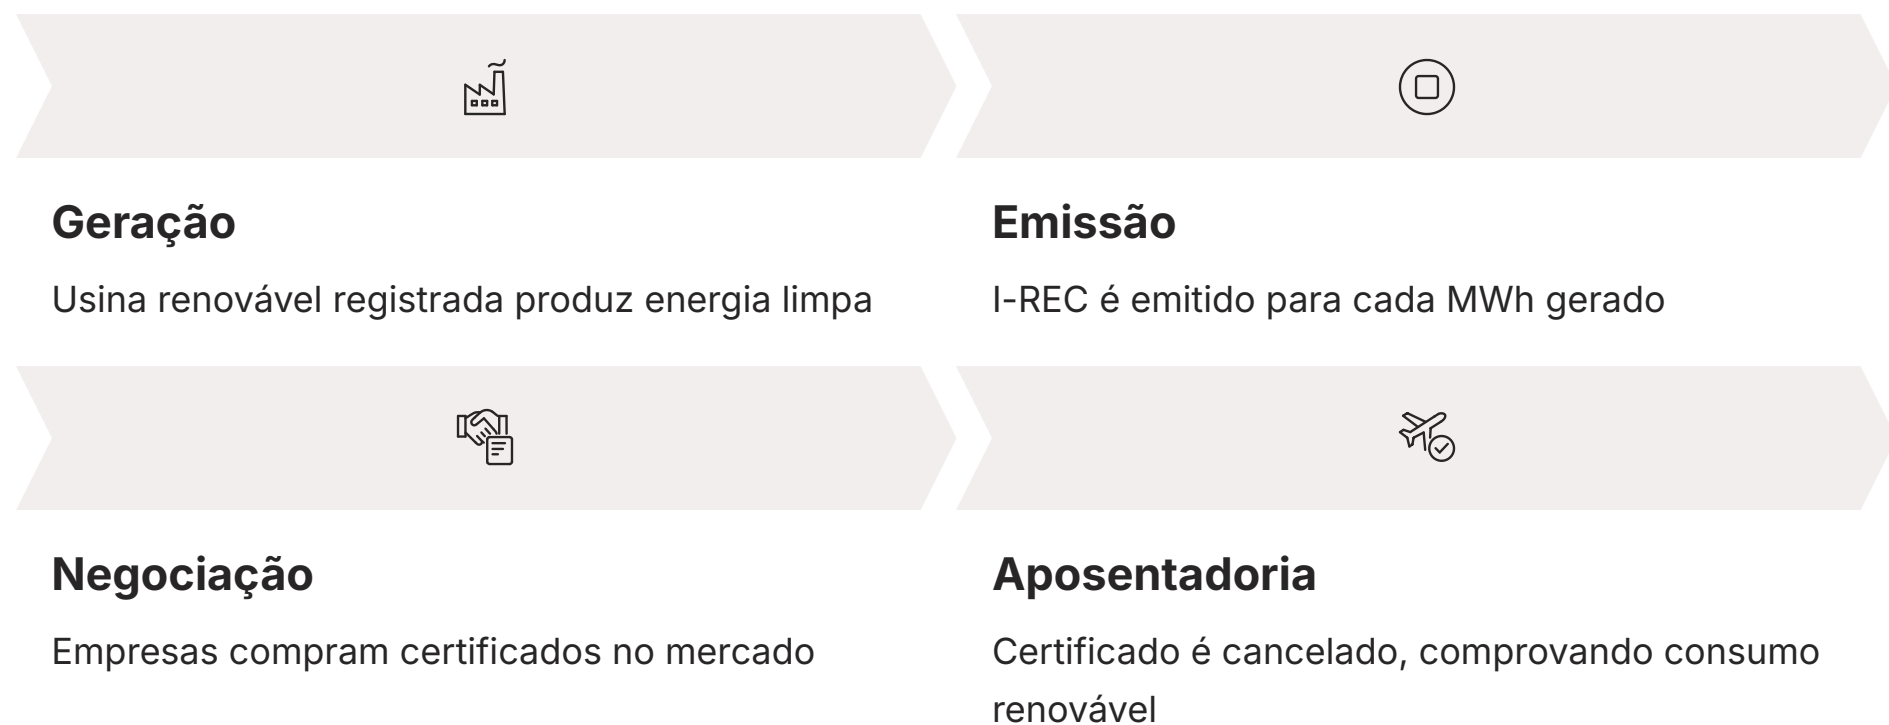 Geração
Usina renovável registrada produz energia limpa
Emissão
I-REC é emitido para cada MWh gerado
Negociação
Empresas compram certificados no mercado
Aposentadoria
Certificado é cancelado, comprovando consumo
renovável